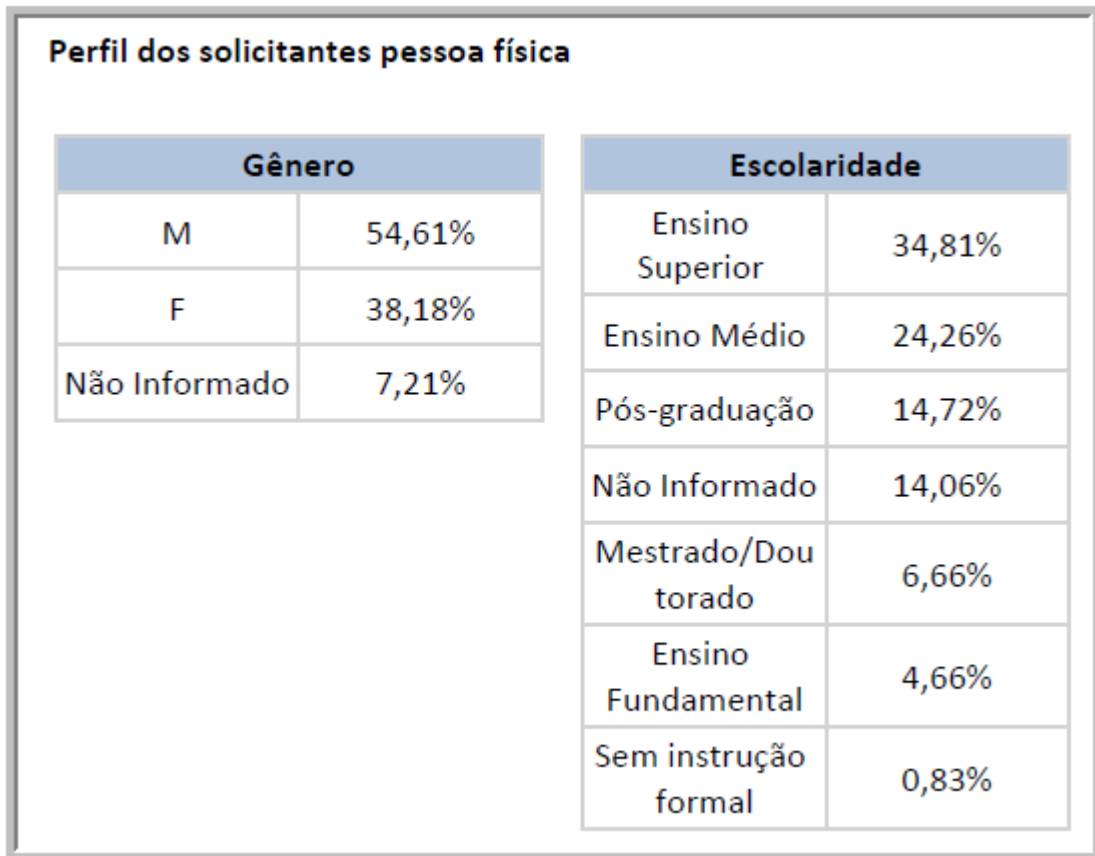 Perfil dos solicitantes pessoa física
Gênero
M 54,61%
F 38,18%
Não Informado 7,21%
Escolaridade
Ensino
Superior 34,81%
Ensino Médio 24,26%
Pós-graduação 14,72%
Não Informado 14,06%
Mestrado/Dou
torado 6,66%
Ensino
Fundamental 4,66%
Sem instrução
formal 0,83%